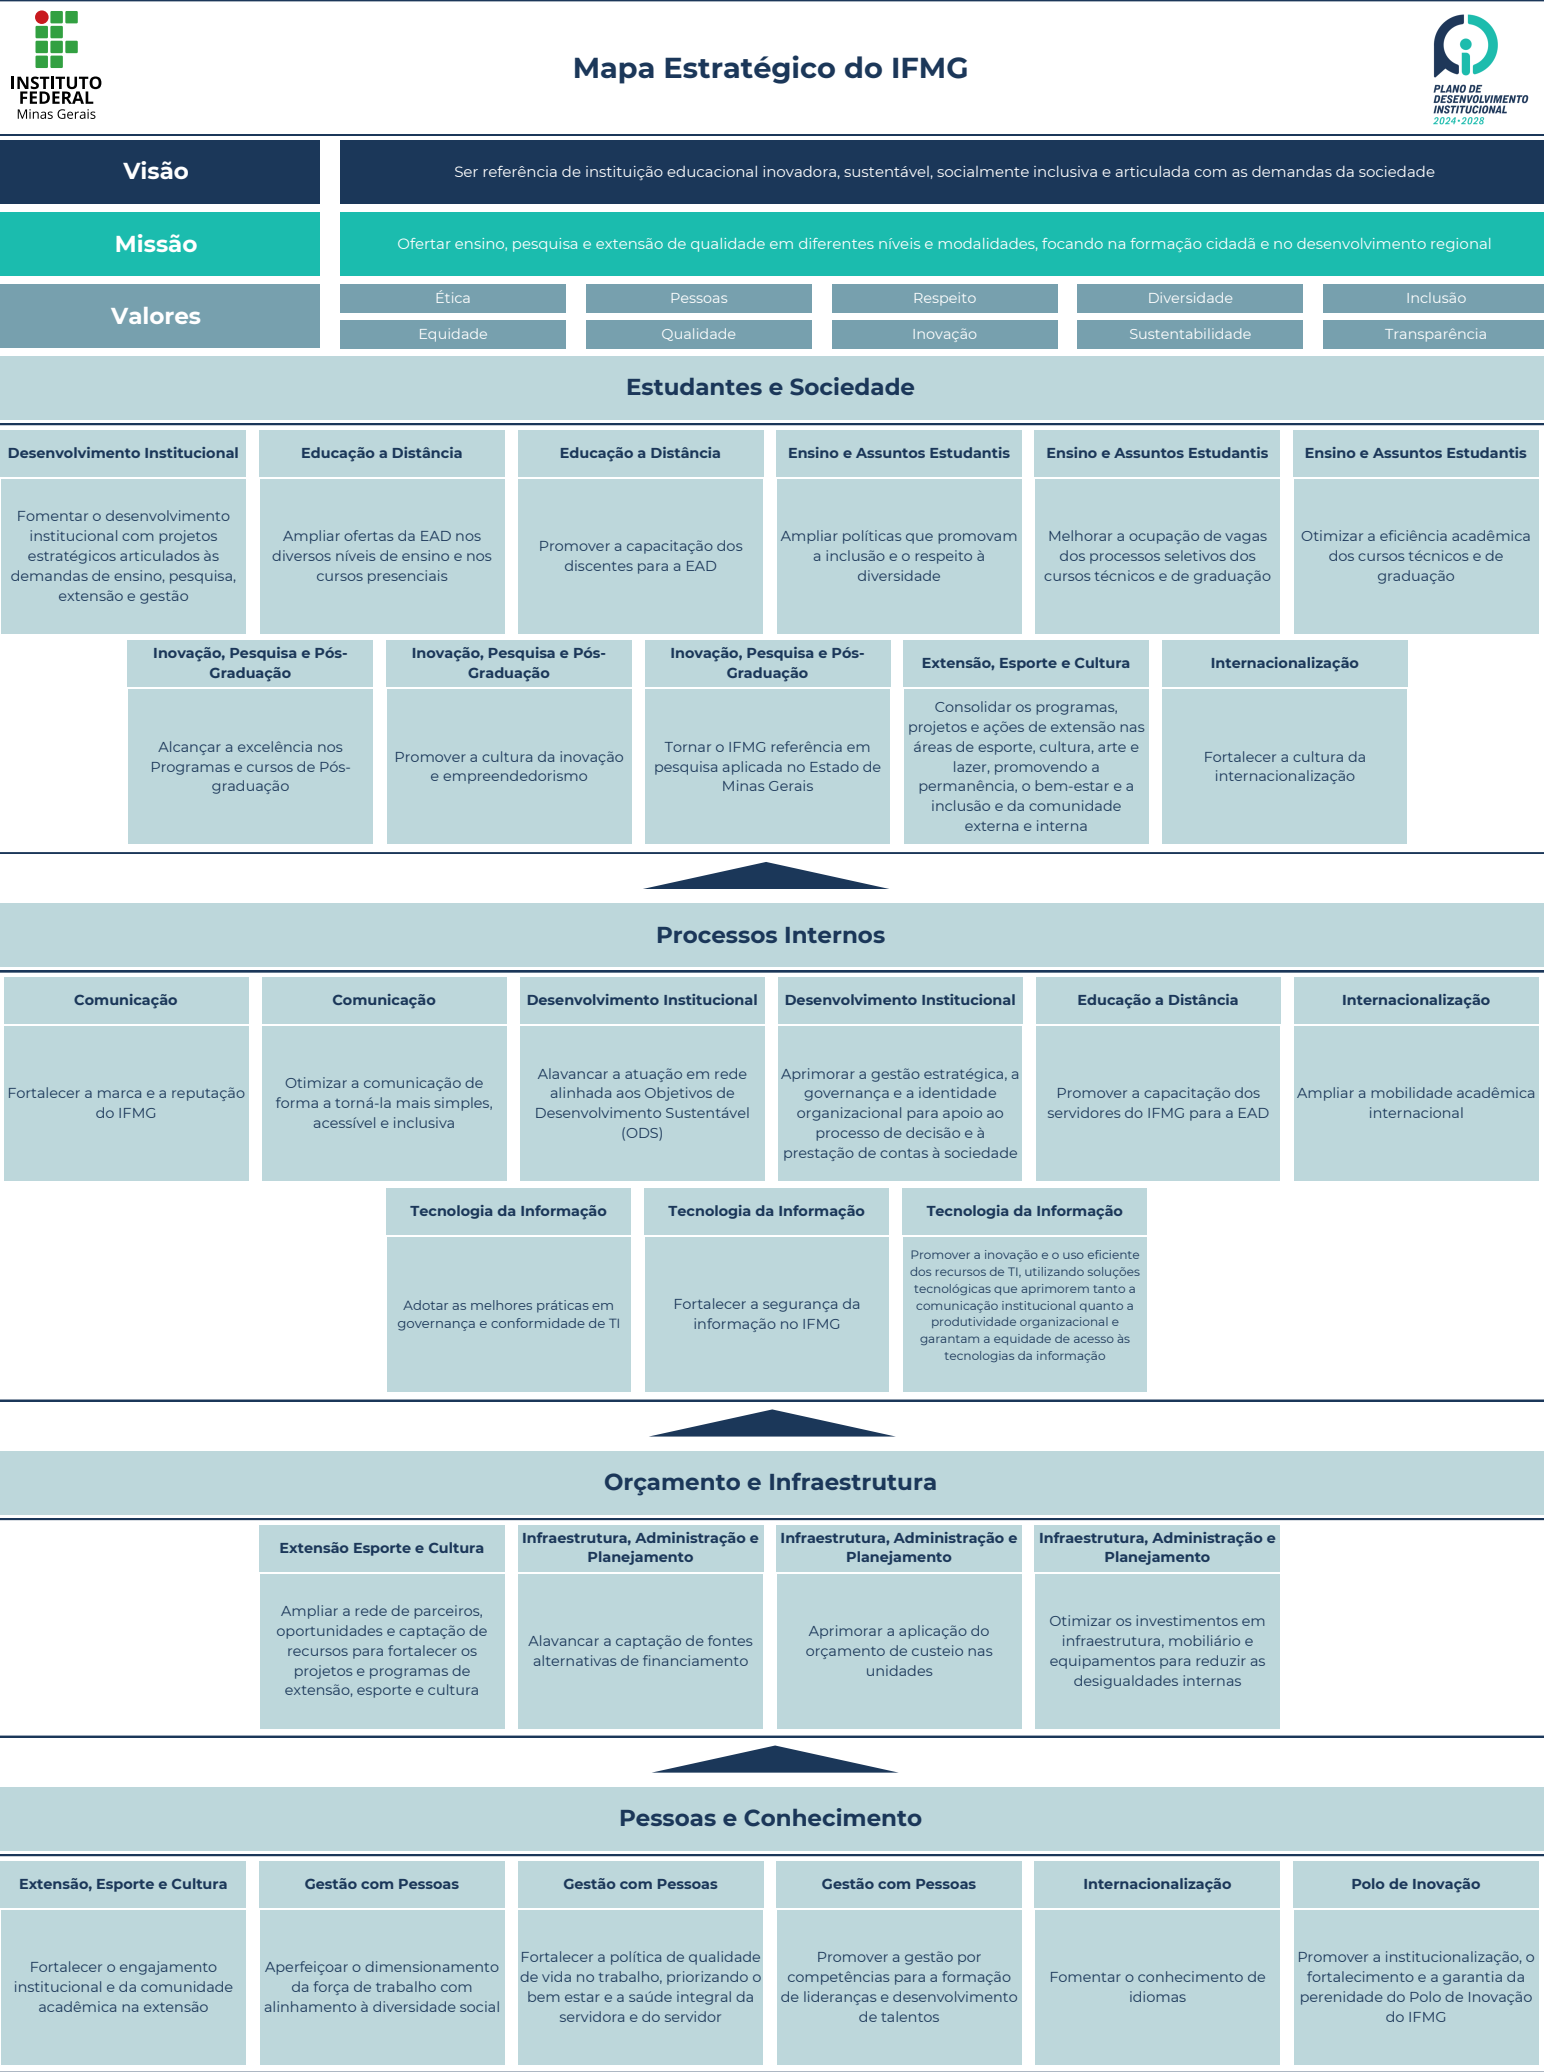 INSTITUTO
FEDERAL
Minas Gerais
Mapa Estratégico do IFMG
PLANO DE
DESENVOLVIMENTO
INSTITUCIONAL
2024•2028
Visão
Ser referência de instituição educacional inovadora, sustentável, socialmente inclusiva e articulada com as demandas da sociedade
Missão
Ofertar ensino, pesquisa e extensão de qualidade em diferentes níveis e modalidades, focando na formação cidadã e no desenvolvimento regional
Valores
Ética
Pessoas
Respeito
Diversidade
Inclusão
Equidade
Qualidade
Inovação
Sustentabilidade
Transparência
Estudantes e Sociedade
Desenvolvimento Institucional
Fomentar o desenvolvimento
institucional com projetos
estratégicos articulados às
demandas de ensino, pesquisa,
extensão e gestão
Educação a Distância
Ampliar ofertas da EAD nos
diversos níveis de ensino e nos
cursos presenciais
Educação a Distância
Promover a capacitação dos
discentes para a EAD
Ensino e Assuntos Estudantis
Ampliar políticas que promovam
a inclusão e o respeito à
diversidade
Ensino e Assuntos Estudantis
Melhorar a ocupação de vagas
dos processos seletivos dos
cursos técnicos e de graduação
Ensino e Assuntos Estudantis
Otimizar a eficiência acadêmica
dos cursos técnicos e de
graduação
Inovação, Pesquisa e Pós-
Graduação
Alcançar a excelência nos
Programas e cursos de Pós-
graduação
Inovação, Pesquisa e Pós-
Graduação
Promover a cultura da inovação
e empreendedorismo
Inovação, Pesquisa e Pós-
Graduação
Tornar o IFMG referência em
pesquisa aplicada no Estado de
Minas Gerais
Extensão, Esporte e Cultura
Consolidar os programas,
projetos e ações de extensão nas
áreas de esporte, cultura, arte e
lazer, promovendo a
permanência, o bem-estar e a
inclusão e da comunidade
externa e interna
Internacionalização
Fortalecer a cultura da
internacionalização
Processos Internos
Comunicação
Fortalecer a marca e a reputação
do IFMG
Comunicação
Otimizar a comunicação de
forma a torná-la mais simples,
acessível e inclusiva
Desenvolvimento Institucional
Alavancar a atuação em rede
alinhada aos Objetivos de
Desenvolvimento Sustentável
(ODS)
Desenvolvimento Institucional
Aprimorar a gestão estratégica, a
governança e a identidade
organizacional para apoio ao
processo de decisão e à
prestação de contas à sociedade
Educação a Distância
Promover a capacitação dos
servidores do IFMG para a EAD
Internacionalização
Ampliar a mobilidade acadêmica
internacional
Tecnologia da Informação
Adotar as melhores práticas em
governança e conformidade de TI
Tecnologia da Informação
Fortalecer a segurança da
informação no IFMG
Tecnologia da Informação
Promover a inovação e o uso eficiente
dos recursos de TI, utilizando soluções
tecnológicas que aprimorem tanto a
comunicação institucional quanto a
produtividade organizacional e
garantam a equidade de acesso às
tecnologias da informação
Orçamento e Infraestrutura
Extensão Esporte e Cultura
Ampliar a rede de parceiros,
oportunidades e captação de
recursos para fortalecer os
projetos e programas de
extensão, esporte e cultura
Infraestrutura, Administração e
Planejamento
Alavancar a captação de fontes
alternativas de financiamento
Infraestrutura, Administração e
Planejamento
Aprimorar a aplicação do
orçamento de custeio nas
unidades
Infraestrutura, Administração e
Planejamento
Otimizar os investimentos em
infraestrutura, mobiliário e
equipamentos para reduzir as
desigualdades internas
Pessoas e Conhecimento
Extensão, Esporte e Cultura
Fortalecer o engajamento
institucional e da comunidade
acadêmica na extensão
Gestão com Pessoas
Aperfeiçoar o dimensionamento
da força de trabalho com
alinhamento à diversidade social
Gestão com Pessoas
Fortalecer a política de qualidade
de vida no trabalho, priorizando o
bem estar e a saúde integral da
servidora e do servidor
Gestão com Pessoas
Promover a gestão por
competências para a formação
de lideranças e desenvolvimento
de talentos
Internacionalização
Fomentar o conhecimento de
idiomas
Polo de Inovação
Promover a institucionalização, o
fortalecimento e a garantia da
perenidade do Polo de Inovação
do IFMG